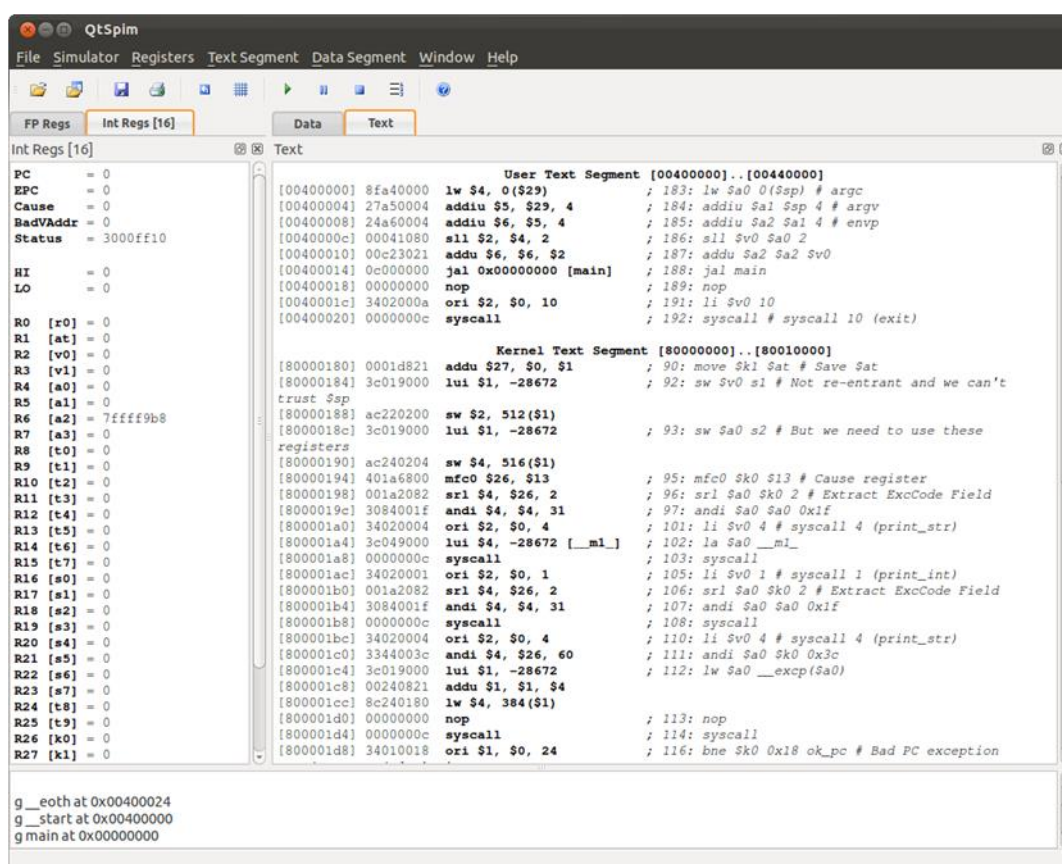 QtSpim
File Simulator Registers Text Segment Data Segment Window Help
FP Regs Int Regs [16]
Data Text
Int Regs [16]
PC = 0
EPC = 0
Cause = 0
BadVAddr = 0
Status = 3000ff10
HI = 0
LO = 0
R0 [r0] = 0
R1 [at] = 0
R2 [v0] = 0
R3 [v1] = 0
R4 [a0] = 0
R5 [a1] = 0
R6 [a2] = 7ffff9b8
R7 [a3] = 0
R8 [t0] = 0
R9 [t1] = 0
R10 [t2] = 0
R11 [t3] = 0
R12 [t4] = 0
R13 [t5] = 0
R14 [t6] = 0
R15 [t7] = 0
R16 [s0] = 0
R17 [s1] = 0
R18 [s2] = 0
R19 [s3] = 0
R20 [s4] = 0
R21 [s5] = 0
R22 [s6] = 0
R23 [s7] = 0
R24 [t8] = 0
R25 [t9] = 0
R26 [k0] = 0
R27 [k1] = 0
Text
User Text Segment [00400000]..[00440000]
[00400000] 8fa40000 lw $4, 0($29) ; 183: lw $a0 0($sp) # argc
[00400004] 27a50004 addiu $5, $29, 4 ; 184: addiu $a1 $sp 4 # argv
[00400008] 24a60004 addiu $6, $5, 4 ; 185: addiu $a2 $a1 4 # envp
[0040000c] 00041080 sll $2, $4, 2 ; 186: sll $v0 $a0 2
[00400010] 00c23021 addu $6, $6, $2 ; 187: addu $a2 $a2 $v0
[00400014] 0c000000 jal 0x00000000 [main] ; 188: jal main
[00400018] 00000000 nop ; 189: nop
[0040001c] 3402000a ori $2, $0, 10 ; 191: li $v0 10
[00400020] 0000000c syscall ; 192: syscall # syscall 10 (exit)
Kernel Text Segment [80000000]..[80010000]
[80000180] 0001d821 addu $27, $0, $1 ; 90: move $k1 $at # Save $at
[80000184] 3c019000 lui $1, -28672 ; 92: sw $v0 s1 # Not re-entrant and we can't
trust $sp
[80000188] ac220200 sw $2, 512($1)
[8000018c] 3c019000 lui $1, -28672 ; 93: sw $a0 s2 # But we need to use these
registers
[80000190] ac240204 sw $4, 516($1)
[80000194] 401a6800 mfc0 $26, $13 ; 95: mfc0 $k0 $13 # Cause register
[80000198] 001a2082 srl $4, $26, 2 ; 96: srl $a0 $k0 2 # Extract ExcCode Field
[8000019c] 3084001f andi $4, $4, 31 ; 97: andi $a0 $a0 0x1f
[800001a0] 34020004 ori $2, $0, 4 ; 101: li $v0 4 # syscall 4 (print_str)
[800001a4] 3c049000 lui $4, -28672 [__m1_] ; 102: la $a0 __m1_
[800001a8] 0000000c syscall ; 103: syscall
[800001ac] 34020001 ori $2, $0, 1 ; 105: li $v0 1 # syscall 1 (print_int)
[800001b0] 001a2082 srl $4, $26, 2 ; 106: srl $a0 $k0 2 # Extract ExcCode Field
[800001b4] 3084001f andi $4, $4, 31 ; 107: andi $a0 $a0 0x1f
[800001b8] 0000000c syscall ; 108: syscall
[800001bc] 34020004 ori $2, $0, 4 ; 110: li $v0 4 # syscall 4 (print_str)
[800001c0] 3344003c andi $4, $26, 60 ; 111: andi $a0 $k0 0x3c
[800001c4] 3c019000 lui $1, -28672 ; 112: lw $a0 __excp($a0)
[800001c8] 00240821 addu $1, $1, $4
[800001cc] 8c240180 lw $4, 384($1)
[800001d0] 00000000 nop ; 113: nop
[800001d4] 0000000c syscall ; 114: syscall
[800001d8] 34010018 ori $1, $0, 24 ; 116: bne $k0 0x18 ok_pc # Bad PC exception
g __eoth at 0x00400024
g __start at 0x00400000
g main at 0x00000000